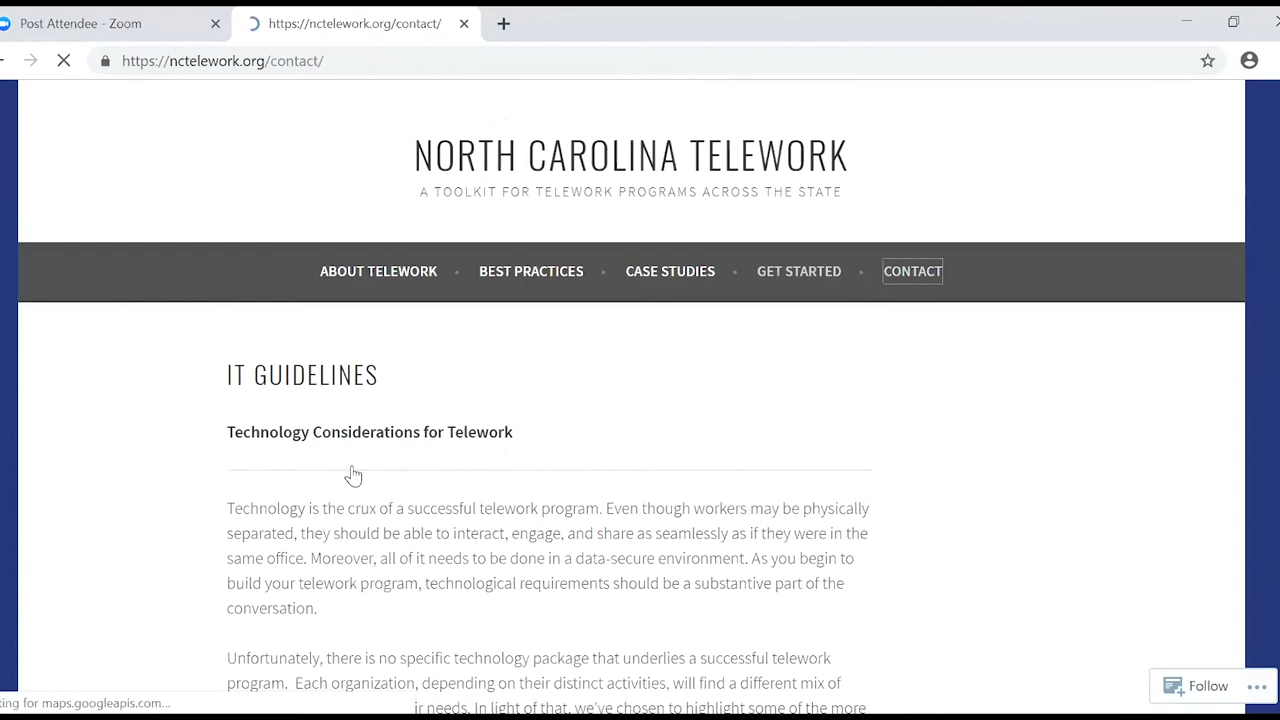 Post Attendee - Zoom
https://nctelework.org/contact/
https://nctelework.org/contact/
NORTH CAROLINA TELEWORK
A TOOLKIT FOR TELEWORK PROGRAMS ACROSS THE STATE
ABOUT TELEWORK • BEST PRACTICES • CASE STUDIES • GET STARTED • CONTACT
IT GUIDELINES
Technology Considerations for Telework
Technology is the crux of a successful telework program. Even though workers may be physically
separated, they should be able to interact, engage, and share as seamlessly as if they were in the
same office. Moreover, all of it needs to be done in a data-secure environment. As you begin to
build your telework program, technological requirements should be a substantive part of the
conversation.
Unfortunately, there is no specific technology package that underlies a successful telework
program. Each organization, depending on their distinct activities, will find a different mix of
ir needs. In light of that, we've chosen to highlight some of the more
Follow
ting for maps.googleapis.com...